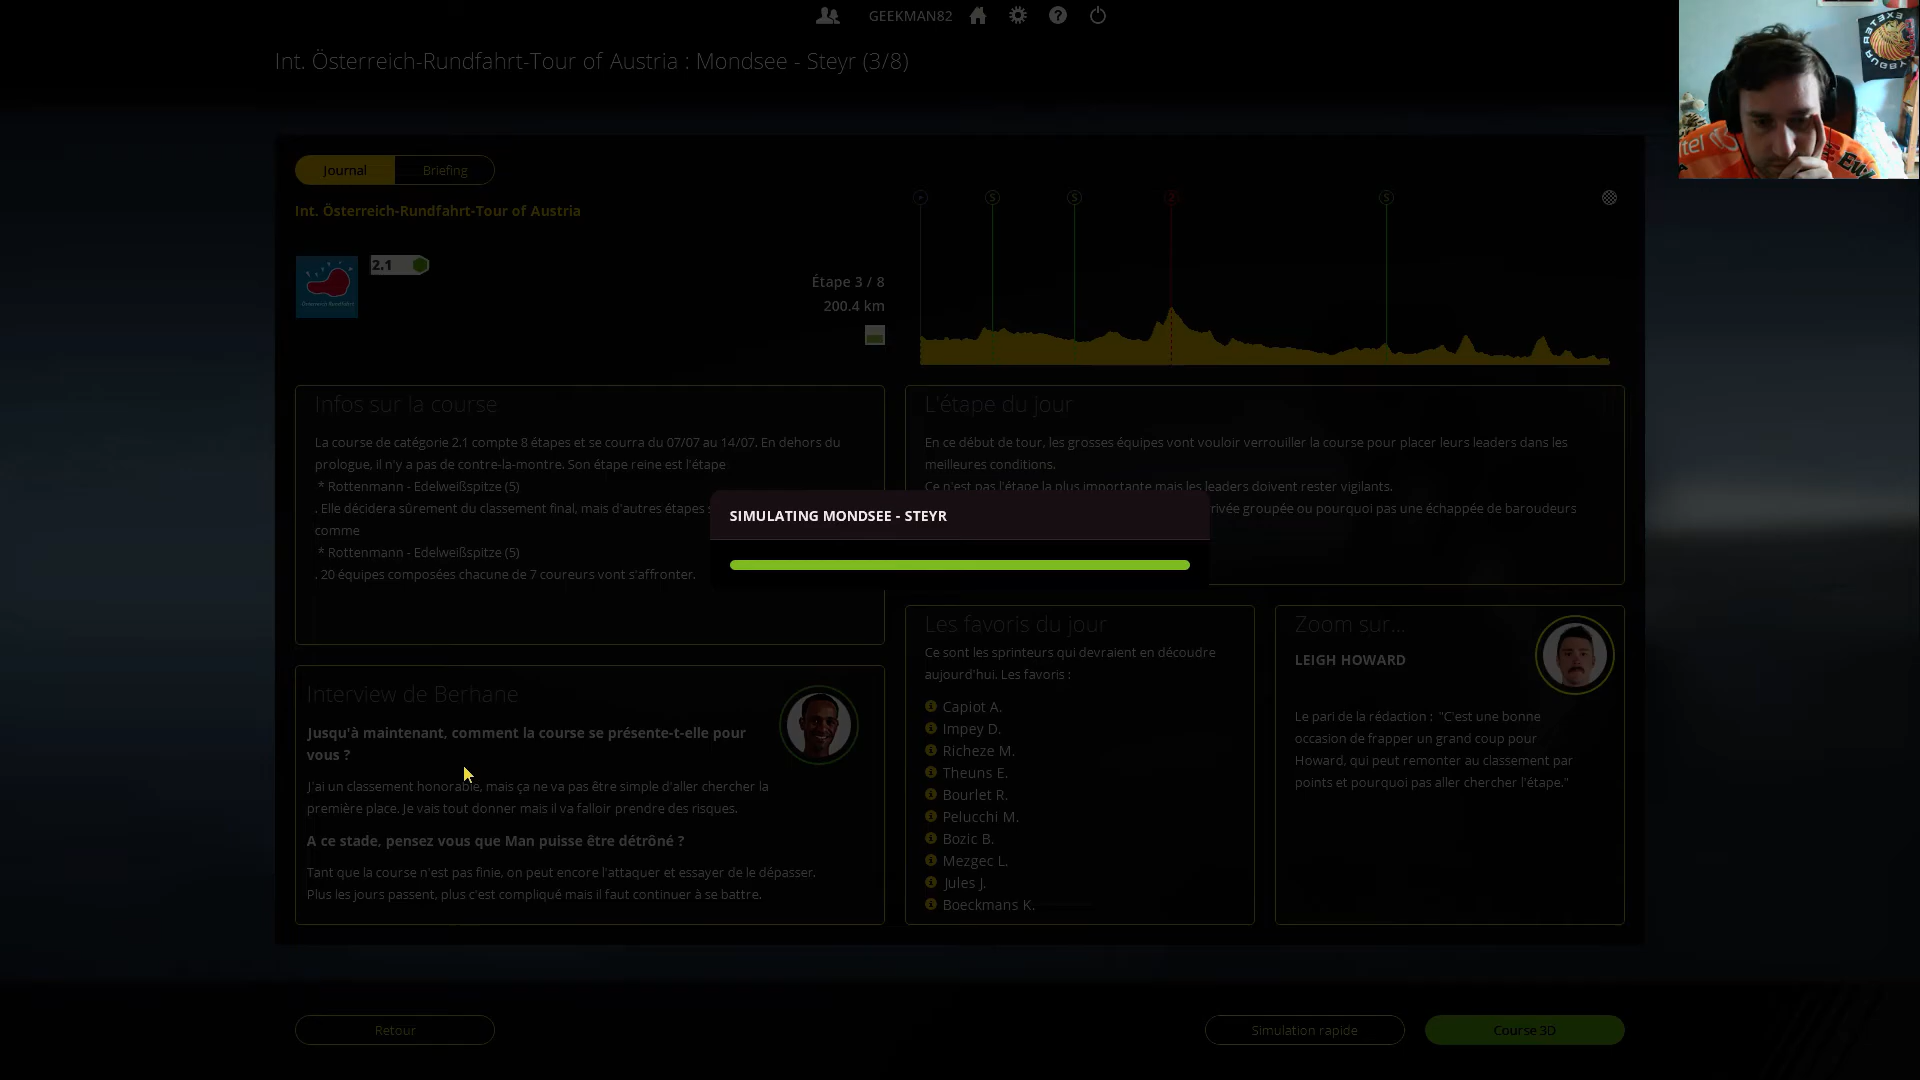 GEEKMAN82
Int. Österreich-Rundfahrt-Tour of Austria : Mondsee - Steyr (3/8)
Journal
Briefing
Int. Österreich-Rundfahrt-Tour of Austria
2.1
Étape 3 / 8
200.4 km
S
S
2
S
Infos sur la course
La course de catégorie 2.1 compte 8 étapes et se courra du 07/07 au 14/07. En dehors du
prologue, il n'y a pas de contre-la-montre. Son étape reine est l'étape
* Rottenmann - Edelweißspitze (5)
. Elle décidera sûrement du classement final, mais d'autres étapes
comme
* Rottenmann - Edelweißspitze (5)
. 20 équipes composées chacune de 7 coureurs vont s'affronter.
L'étape du jour
En ce début de tour, les grosses équipes vont vouloir verrouiller la course pour placer leurs leaders dans les
meilleures conditions.
Ce n'est pas l'étape la plus importante mais les leaders doivent rester vigilants.
rivée groupée ou pourquoi pas une échappée de baroudeurs
SIMULATING MONDSEE - STEYR
Interview de Berhane
Jusqu'à maintenant, comment la course se présente-t-elle pour
vous ?
J'ai un classement honorable, mais ça ne va pas être simple d'aller chercher la
première place. Je vais tout donner mais il va falloir prendre des risques.
A ce stade, pensez vous que Man puisse être détrôné ?
Tant que la course n'est pas finie, on peut encore l'attaquer et essayer de le dépasser.
Plus les jours passent, plus c'est compliqué mais il faut continuer à se battre.
Les favoris du jour
Ce sont les sprinteurs qui devraient en découdre
aujourd'hui. Les favoris :
Capiot A.
Impey D.
Richeze M.
Theuns E.
Bourlet R.
Pelucchi M.
Bozic B.
Mezgec L.
Jules J.
Boeckmans K.
Zoom sur...
LEIGH HOWARD
Le pari de la rédaction : "C'est une bonne
occasion de frapper un grand coup pour
Howard, qui peut remonter au classement par
points et pourquoi pas aller chercher l'étape."
Retour
Simulation rapide
Course 3D